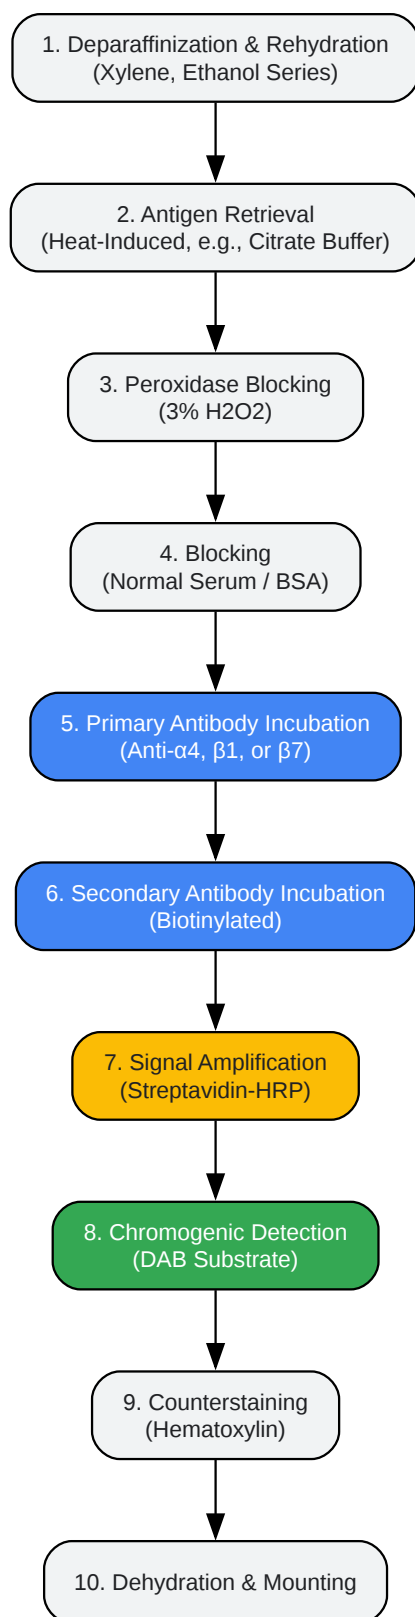 1. Deparaffinization & Rehydration
(Xylene, Ethanol Series)
2. Antigen Retrieval
(Heat-Induced, e.g., Citrate Buffer)
3. Peroxidase Blocking
(3% H2O2)
4. Blocking
(Normal Serum / BSA)
5. Primary Antibody Incubation
(Anti-α4, β1, or β7)
6. Secondary Antibody Incubation
(Biotinylated)
7. Signal Amplification
(Streptavidin-HRP)
8. Chromogenic Detection
(DAB Substrate)
9. Counterstaining
(Hematoxylin)
10. Dehydration & Mounting